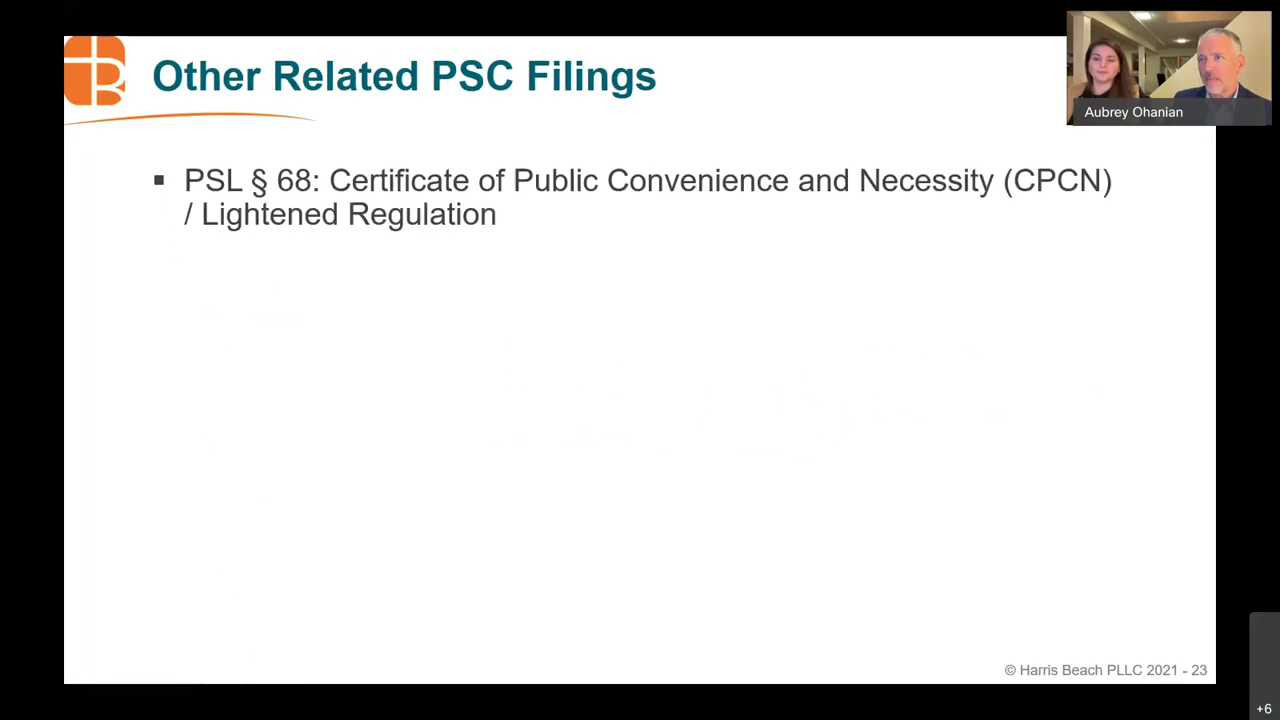 Other Related PSC Filings
Aubrey Ohanian
▪ PSL § 68: Certificate of Public Convenience and Necessity (CPCN)
/ Lightened Regulation
© Harris Beach PLLC 2021 - 23
+6